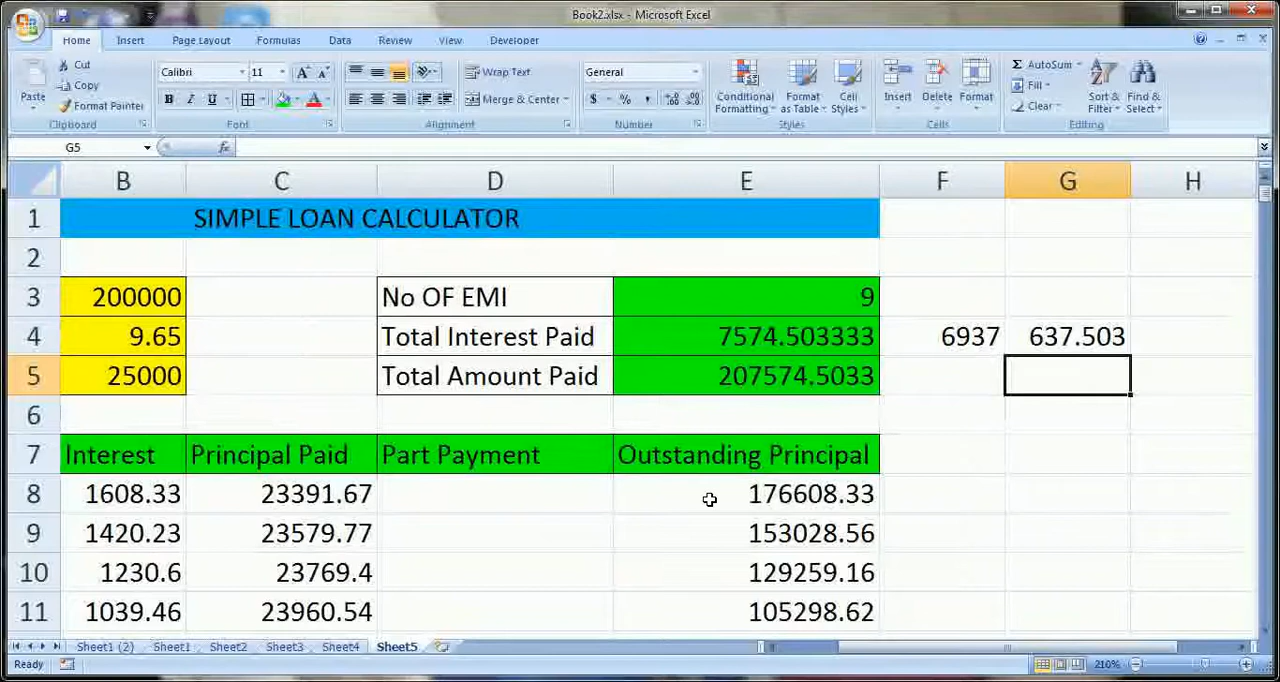 Book2.xlsx - Microsoft Excel
Home Insert Page Layout Formulas Data Review View Developer
Paste
Cut
Copy
Format Painter
Calibri 11
B I U
A A
A
Wrap Text
Merge & Center
General
$ % ,
Conditional Formatting
Format as Table
Cell Styles
Insert
Delete
Format
Σ AutoSum
Fill
Clear
Sort & Filter
Find & Select
Clipboard Font Alignment Number Styles Cells Editing
G5 fx
B C D E F G H
1 SIMPLE LOAN CALCULATOR
2
3 200000 No OF EMI 9
4 9.65 Total Interest Paid 7574.503333 6937 637.503
5 25000 Total Amount Paid 207574.5033
6
7 Interest Principal Paid Part Payment Outstanding Principal
8 1608.33 23391.67 176608.33
9 1420.23 23579.77 153028.56
10 1230.6 23769.4 129259.16
11 1039.46 23960.54 105298.62
Sheet1 (2) Sheet1 Sheet2 Sheet3 Sheet4 Sheet5
Ready 210%